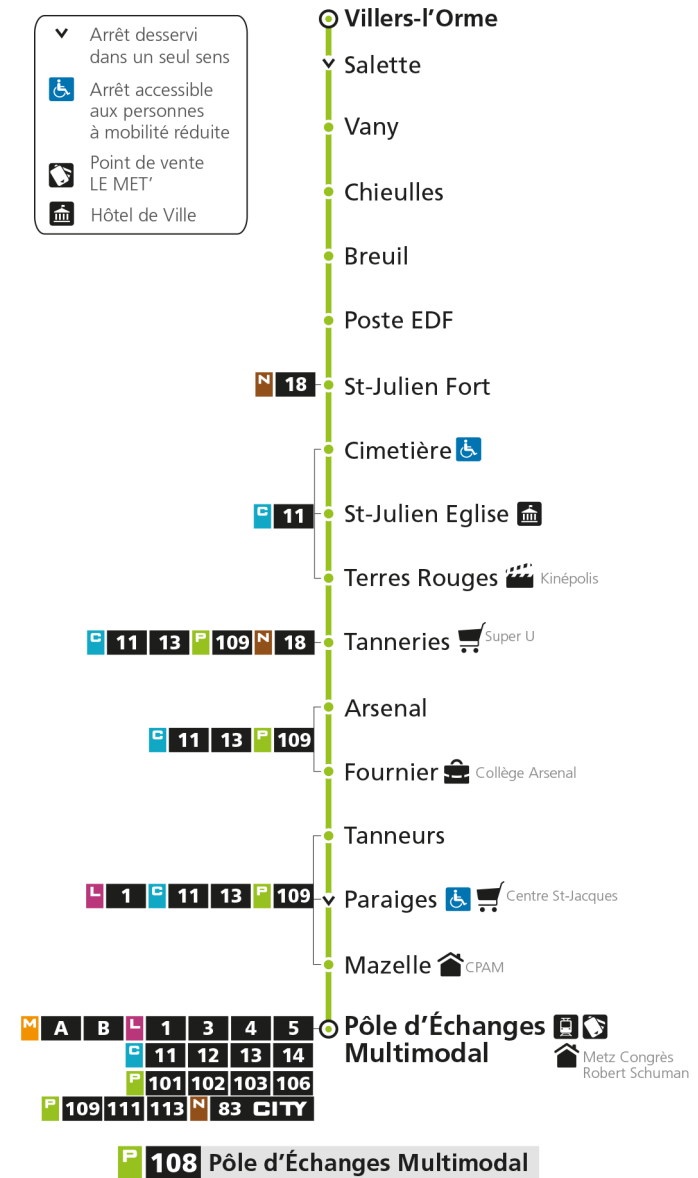 Arrêt desservi
dans un seul sens
Arrêt accessible
aux personnes
à mobilité réduite
Point de vente
LE MET’
Hôtel de Ville
Villers-l’Orme
Salette
Vany
Chieulles
Breuil
Poste EDF
N 18 St-Julien Fort
Cimetière
C 11 St-Julien Eglise
Terres Rouges Kinépolis
C 11 13 P 109 N 18 Tanneries Super U
Arsenal
C 11 13 P 109
Fournier Collège Arsenal
Tanneurs
L 1 C 11 13 P 109 Paraiges Centre St-Jacques
Mazelle CPAM
M A B L 1 3 4 5 Pôle d’Échanges
C 11 12 13 14 Multimodal
Metz Congrès
Robert Schuman
P 101 102 103 106
P 109 111 113 N 83 CITY
P 108 Pôle d’Échanges Multimodal